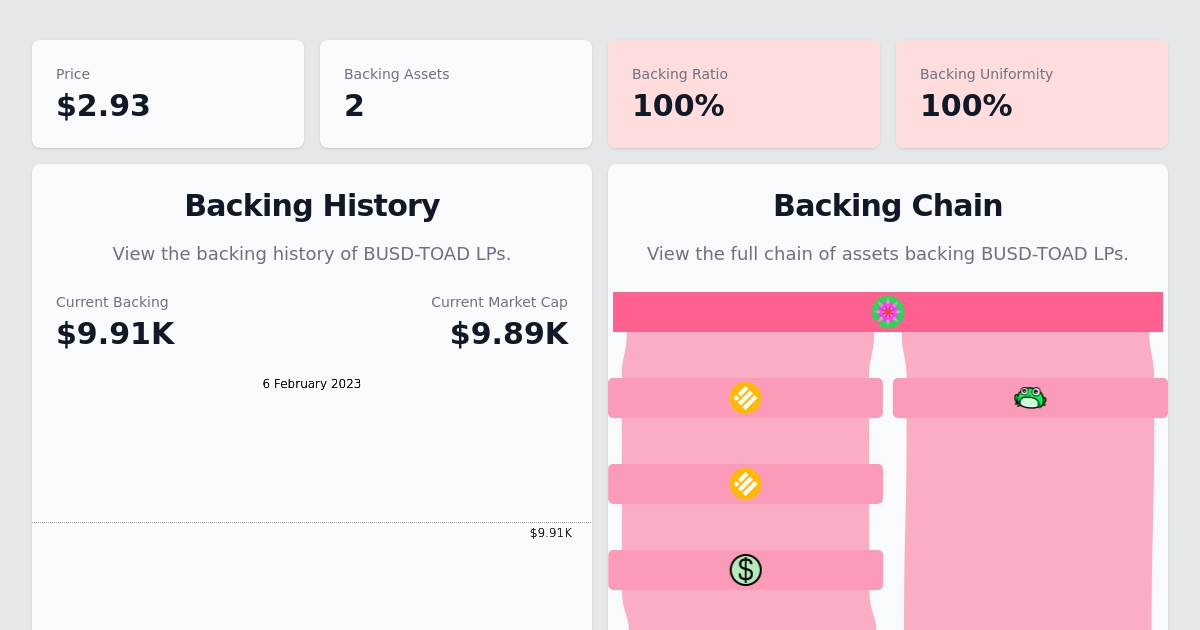 Price
$2.93
Backing Assets
2
Backing Ratio
100%
Backing Uniformity
100%
Backing History
View the backing history of BUSD-TOAD LPs.
Current Backing
$9.91K
Current Market Cap
$9.89K
6 February 2023
$9.91K
Backing Chain
View the full chain of assets backing BUSD-TOAD LPs.
$